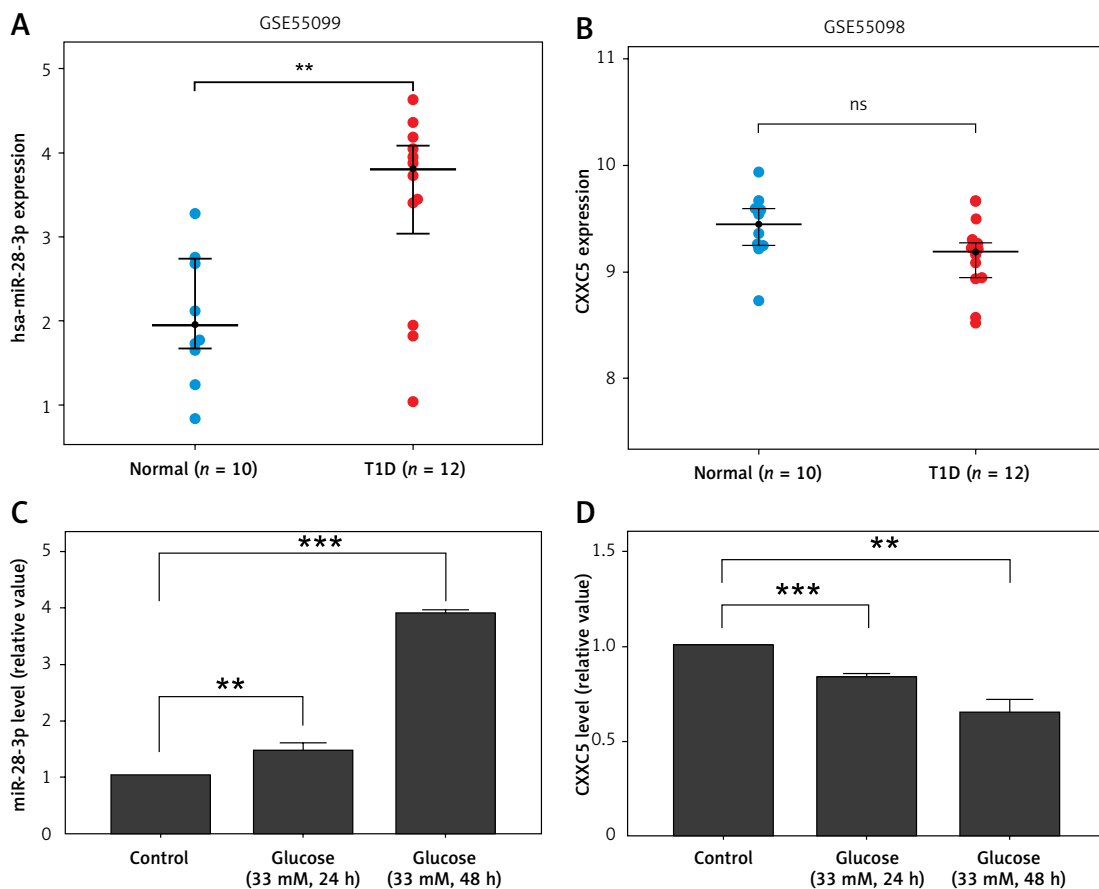 A
GSE55099
hsa-miR-28-3p expression
5
4
3
2
1
**
Normal (n = 10)
T1D (n = 12)
B
GSE55098
CXXC5 expression
11
10
9
8
ns
Normal (n = 10)
T1D (n = 12)
C
miR-28-3p level (relative value)
5
4
3
2
1
0
***
**
Control
Glucose
(33 mM, 24 h)
Glucose
(33 mM, 48 h)
D
CXXC5 level (relative value)
1.5
1.0
0.5
0
**
***
Control
Glucose
(33 mM, 24 h)
Glucose
(33 mM, 48 h)